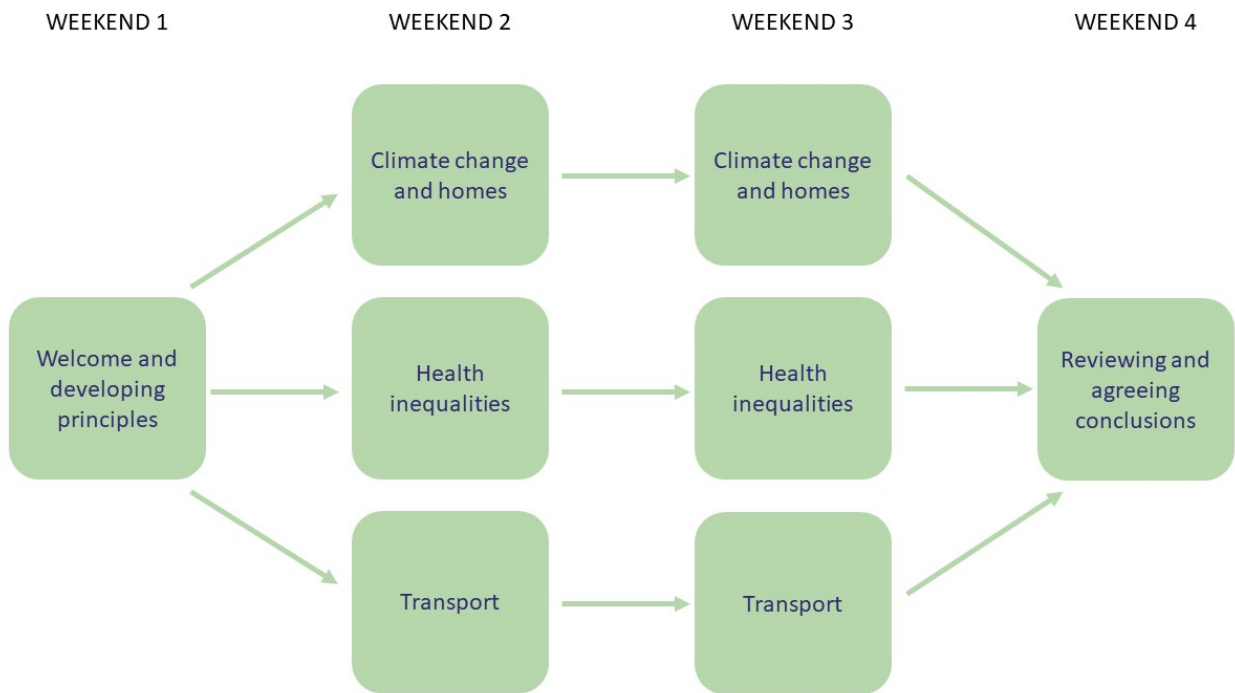 WEEKEND 1
WEEKEND 2
WEEKEND 3
WEEKEND 4
Climate change
and homes
Climate change
and homes
Welcome and
developing
principles
Health
inequalities
Health
inequalities
Reviewing and
agreeing
conclusions
Transport
Transport